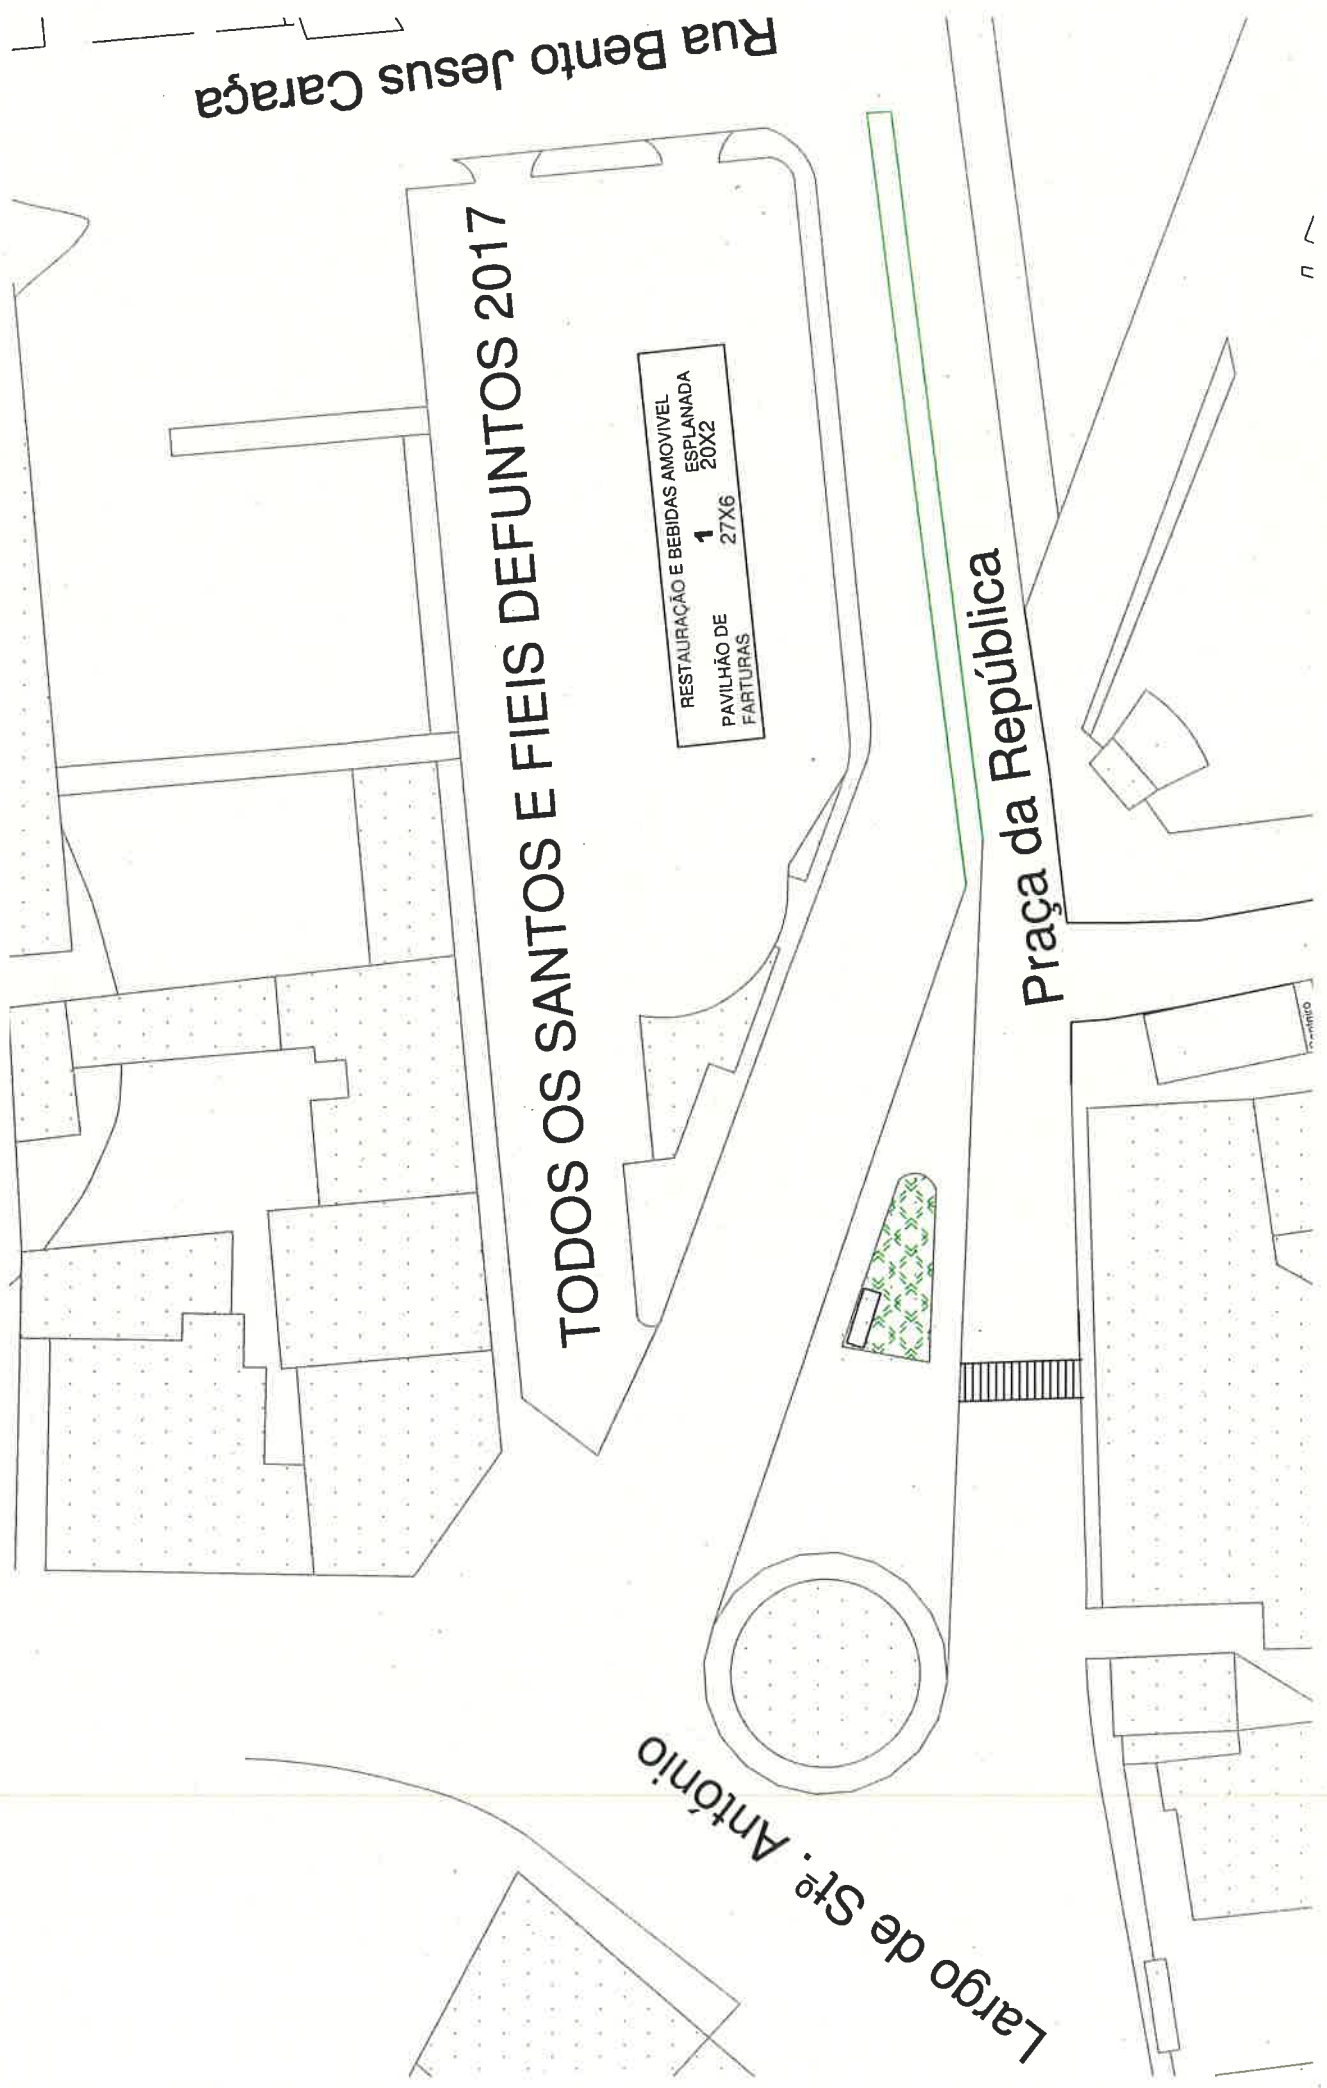 Rua Bento Jesus Caraça
TODOS OS SANTOS E FIEIS DEFUNTOS 2017
RESTAURAÇÃO E BEBIDAS AMOVIVEL
PAVILHÃO DE
FARTURAS
1
27X6
ESPLANADA
20X2
Praça da República
Largo de Stº. António